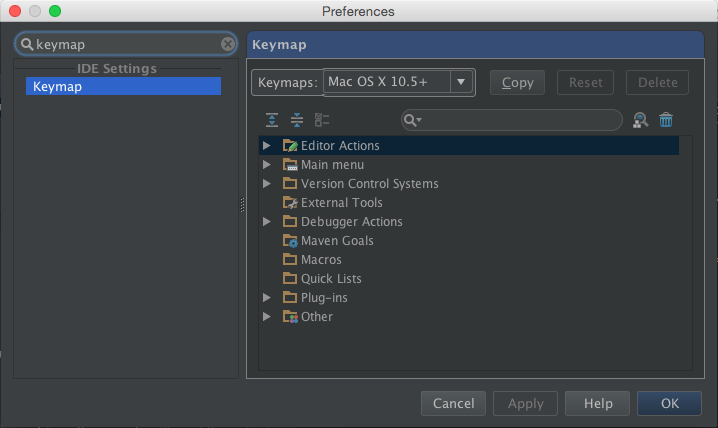 Preferences
keymap
IDE Settings
Keymap
Keymap
Keymaps: Mac OS X 10.5+ Copy Reset Delete
Editor Actions
Main menu
Version Control Systems
External Tools
Debugger Actions
Maven Goals
Macros
Quick Lists
Plug-ins
Other
Cancel Apply Help OK